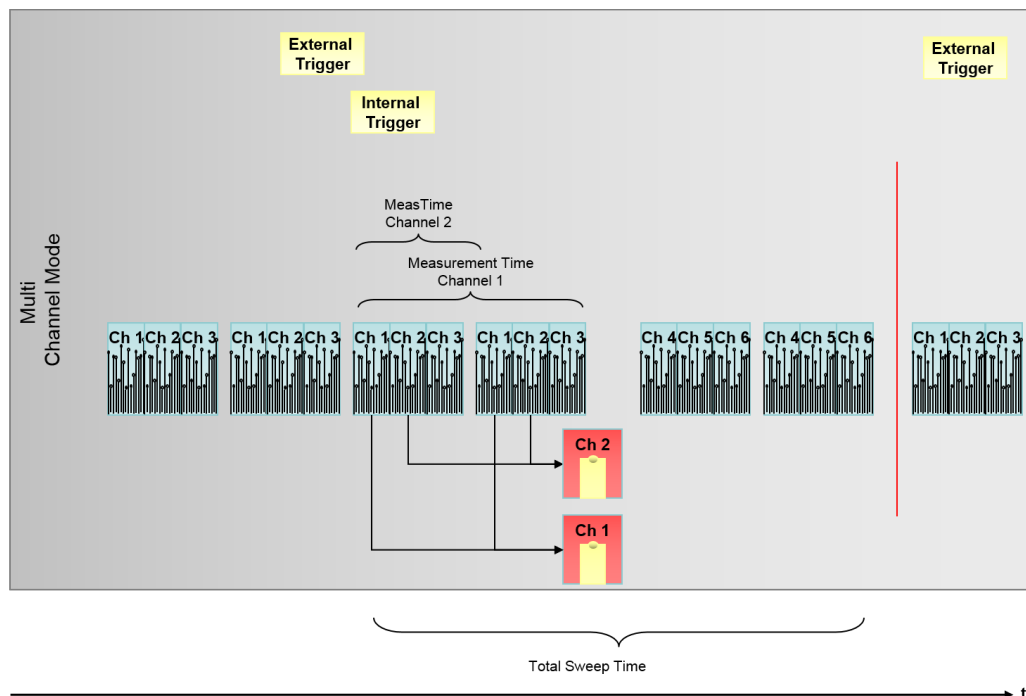 External
Trigger
External
Trigger
Internal
Trigger
Multi
Channel Mode
MeasTime
Channel 2
Measurement Time
Channel 1
Ch 1 Ch 2 Ch 3
Ch 1 Ch 2 Ch 3
Ch 1 Ch 2 Ch 3
Ch 1 Ch 2 Ch 3
Ch 4 Ch 5 Ch 6
Ch 4 Ch 5 Ch 6
Ch 1 Ch 2 Ch 3
Ch 2
Ch 1
Total Sweep Time
t